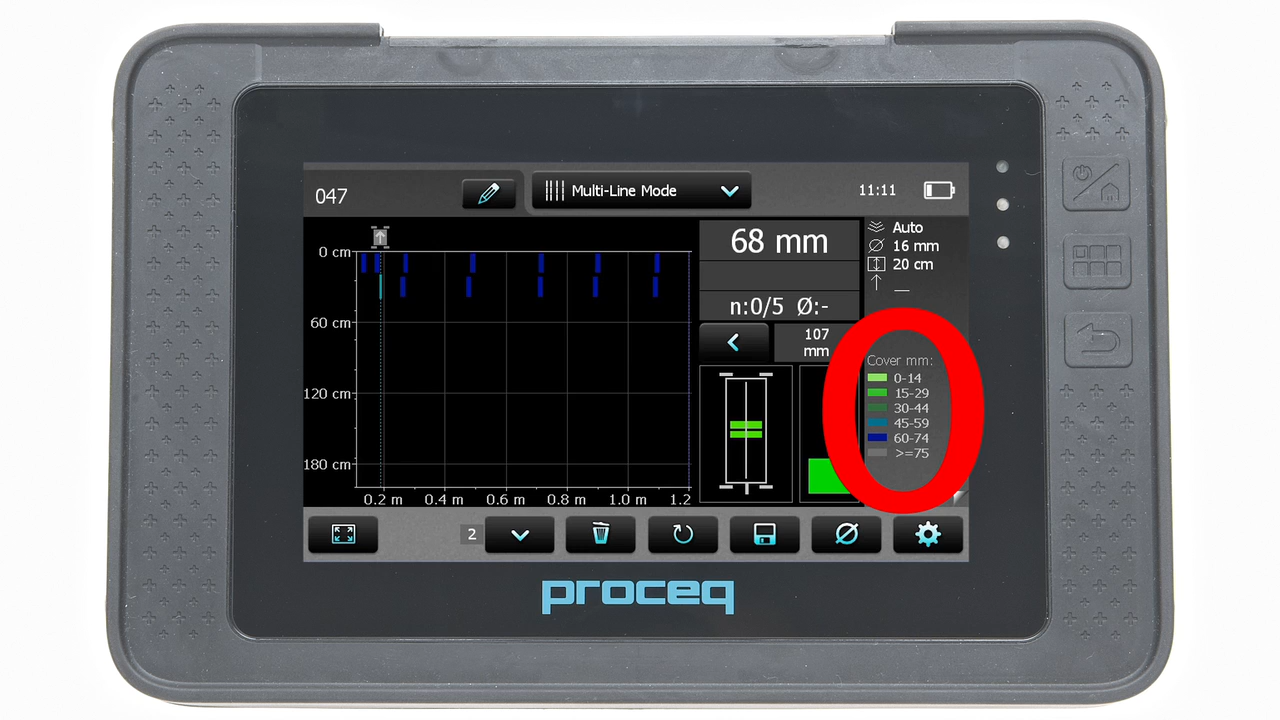 047
Multi-Line Mode
11:11
68 mm
n:0/5 Ø:-
107
mm
Auto
Ø 16 mm
20 cm
__
Cover mm:
0-14
15-29
30-44
45-59
60-74
>=75
0 cm
60 cm
120 cm
180 cm
0.2 m 0.4 m 0.6 m 0.8 m 1.0 m 1.2
2
proceq